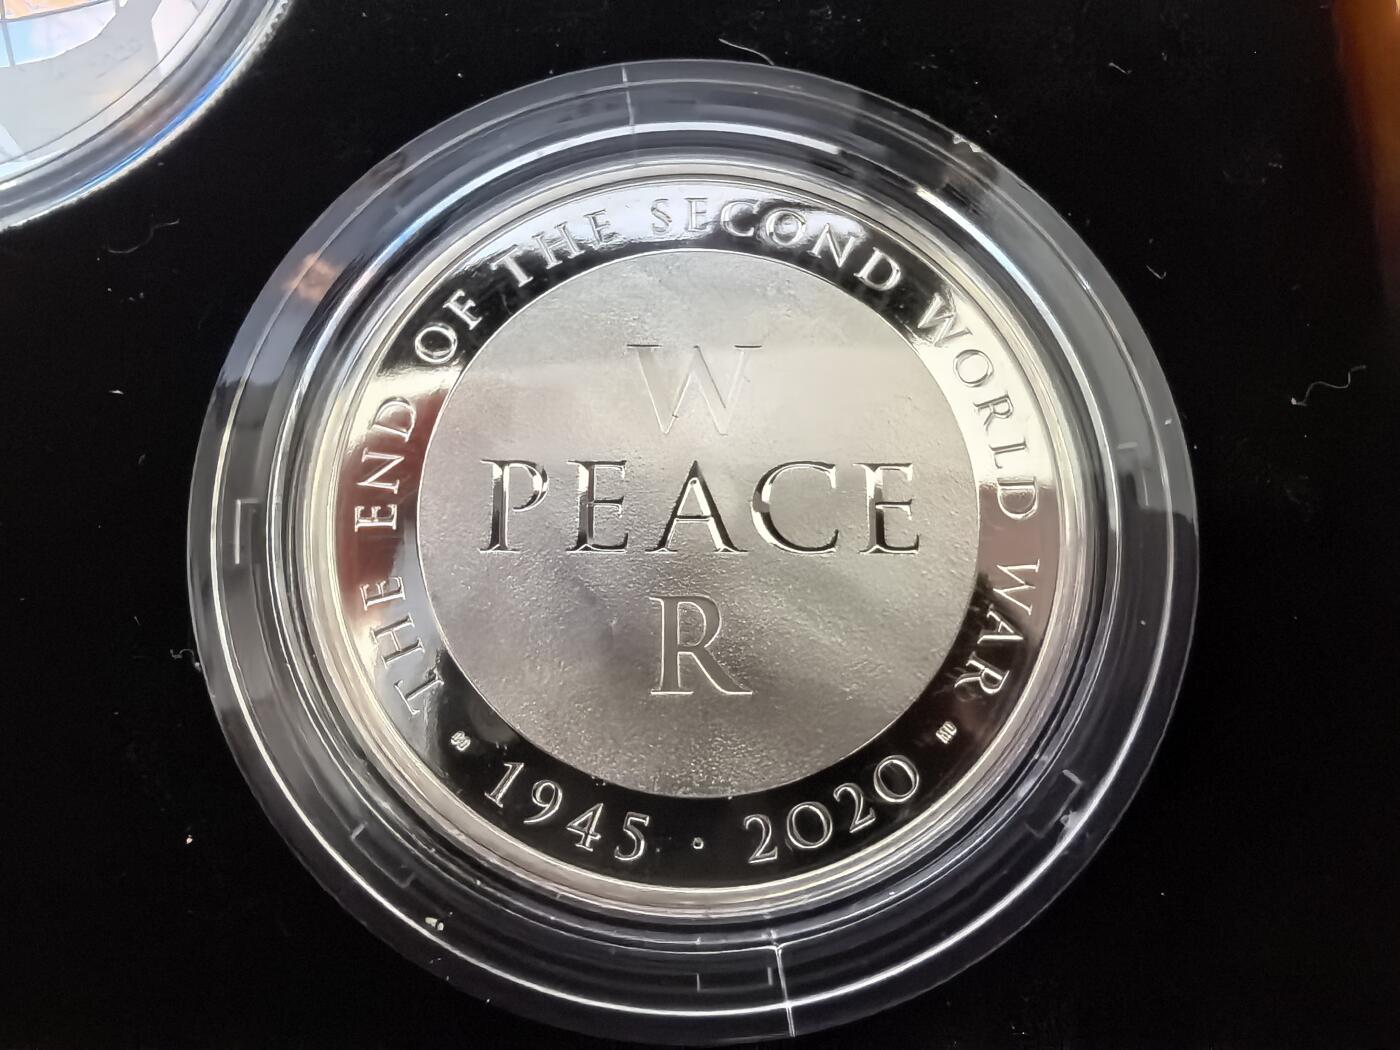 THE END OF THE SECOND WORLD WAR
W
PEACE
R
1945 · 2020